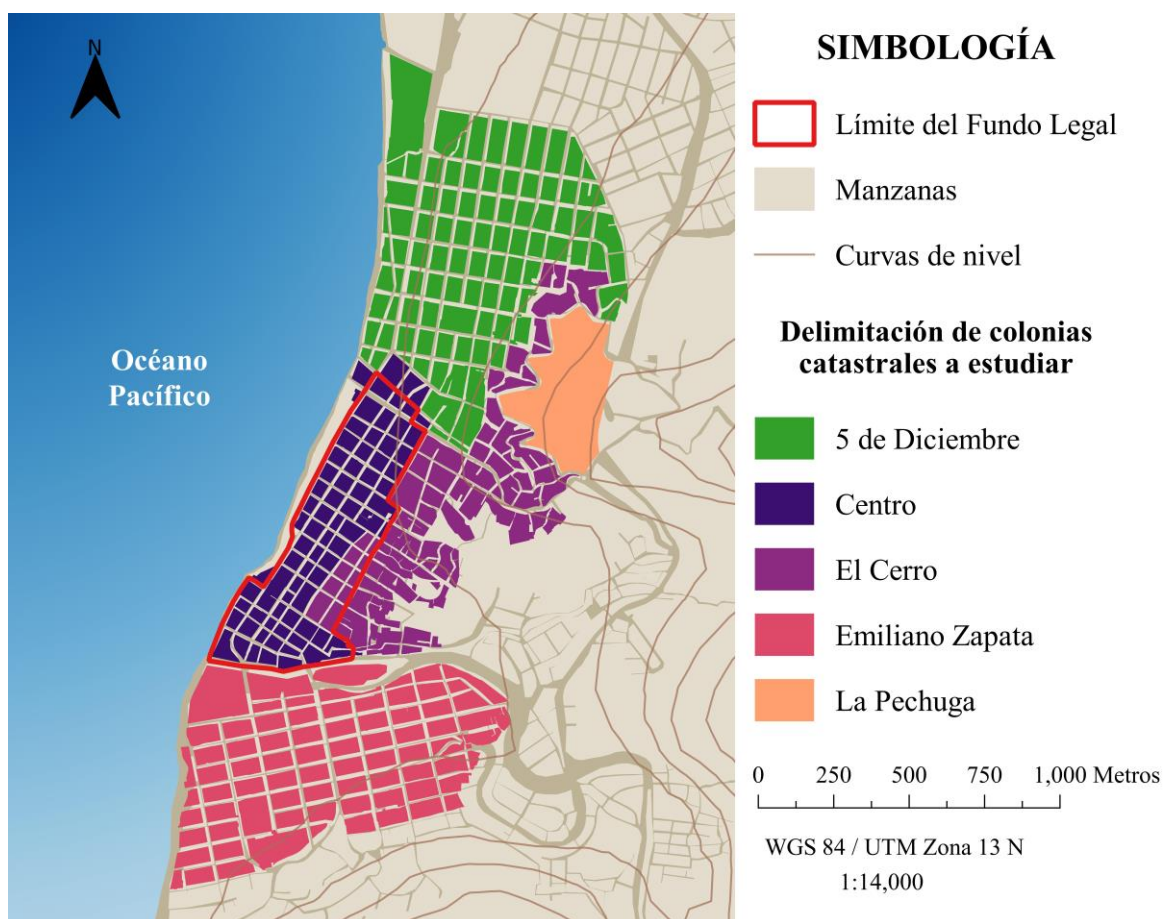 N
Océano
Pacífico
SIMBOLOGÍA
Límite del Fundo Legal
Manzanas
Curvas de nivel
Delimitación de colonias
catastrales a estudiar
5 de Diciembre
Centro
El Cerro
Emiliano Zapata
La Pechuga
0 250 500 750 1,000 Metros
WGS 84 / UTM Zona 13 N
1:14,000